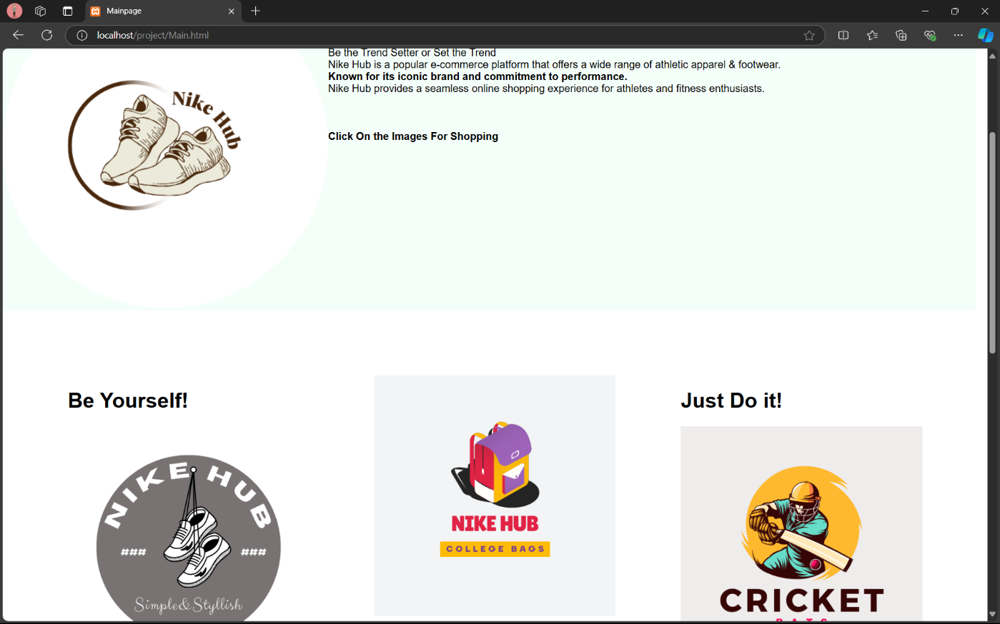 Mainpage
localhost/project/Main.html
Be the Trend Setter or Set the Trend
Nike Hub is a popular e-commerce platform that offers a wide range of athletic apparel & footwear.
Known for its iconic brand and commitment to performance.
Nike Hub provides a seamless online shopping experience for athletes and fitness enthusiasts.
Nike Hub
Click On the Images For Shopping
Be Yourself!
NIKE HUB
### ###
Simple&Styllish
NIKE HUB
COLLEGE BAGS
Just Do it!
CRICKET
BATS